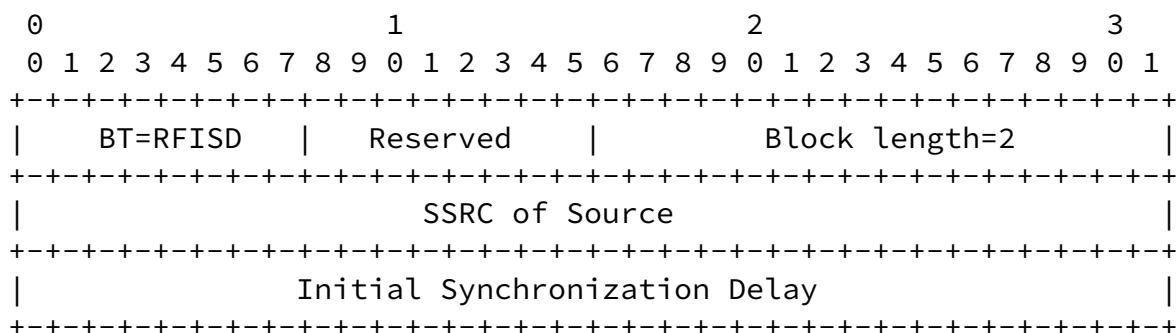 0                   1                   2                   3
 0 1 2 3 4 5 6 7 8 9 0 1 2 3 4 5 6 7 8 9 0 1 2 3 4 5 6 7 8 9 0 1
+-+-+-+-+-+-+-+-+-+-+-+-+-+-+-+-+-+-+-+-+-+-+-+-+-+-+-+-+-+-+-+-+
|    BT=RFISD   |   Reserved    |         Block length=2        |
+-+-+-+-+-+-+-+-+-+-+-+-+-+-+-+-+-+-+-+-+-+-+-+-+-+-+-+-+-+-+-+-+
|                      SSRC of Source                           |
+-+-+-+-+-+-+-+-+-+-+-+-+-+-+-+-+-+-+-+-+-+-+-+-+-+-+-+-+-+-+-+-+
|               Initial Synchronization Delay                   |
+-+-+-+-+-+-+-+-+-+-+-+-+-+-+-+-+-+-+-+-+-+-+-+-+-+-+-+-+-+-+-+-+